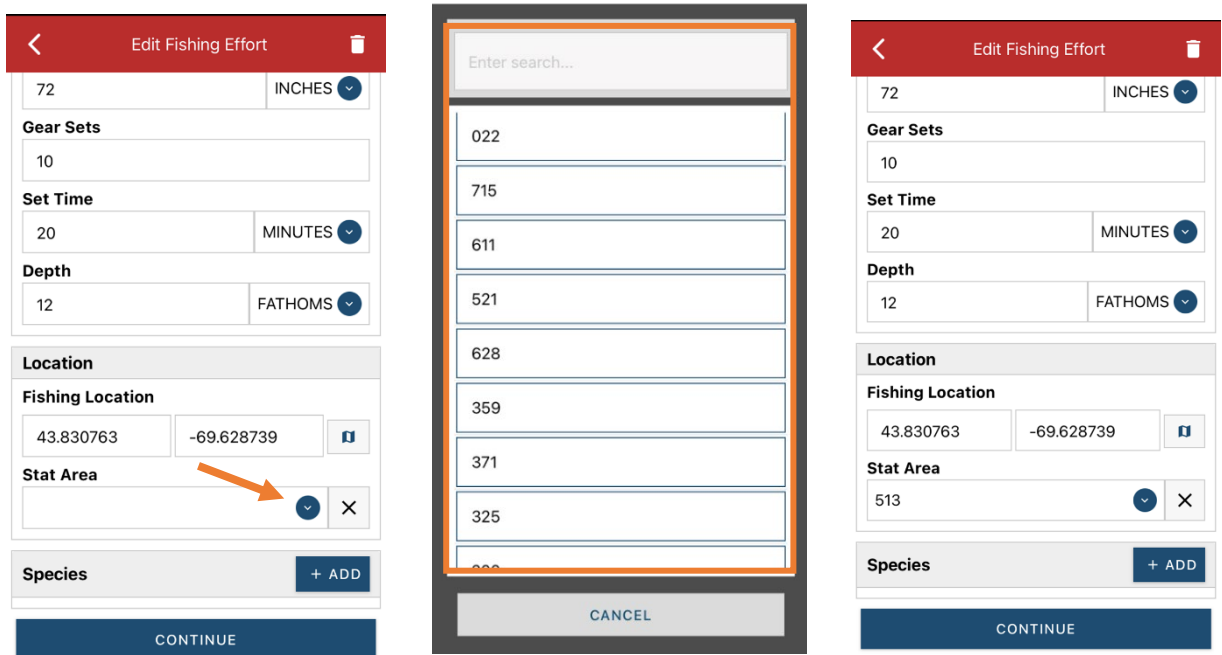 Edit Fishing Effort
72 INCHES
Gear Sets
10
Set Time
20 MINUTES
Depth
12 FATHOMS
Location
Fishing Location
43.830763 -69.628739
Stat Area
Species + ADD
CONTINUE
Enter search...
022
715
611
521
628
359
371
325
CANCEL
Edit Fishing Effort
72 INCHES
Gear Sets
10
Set Time
20 MINUTES
Depth
12 FATHOMS
Location
Fishing Location
43.830763 -69.628739
Stat Area
513
Species + ADD
CONTINUE